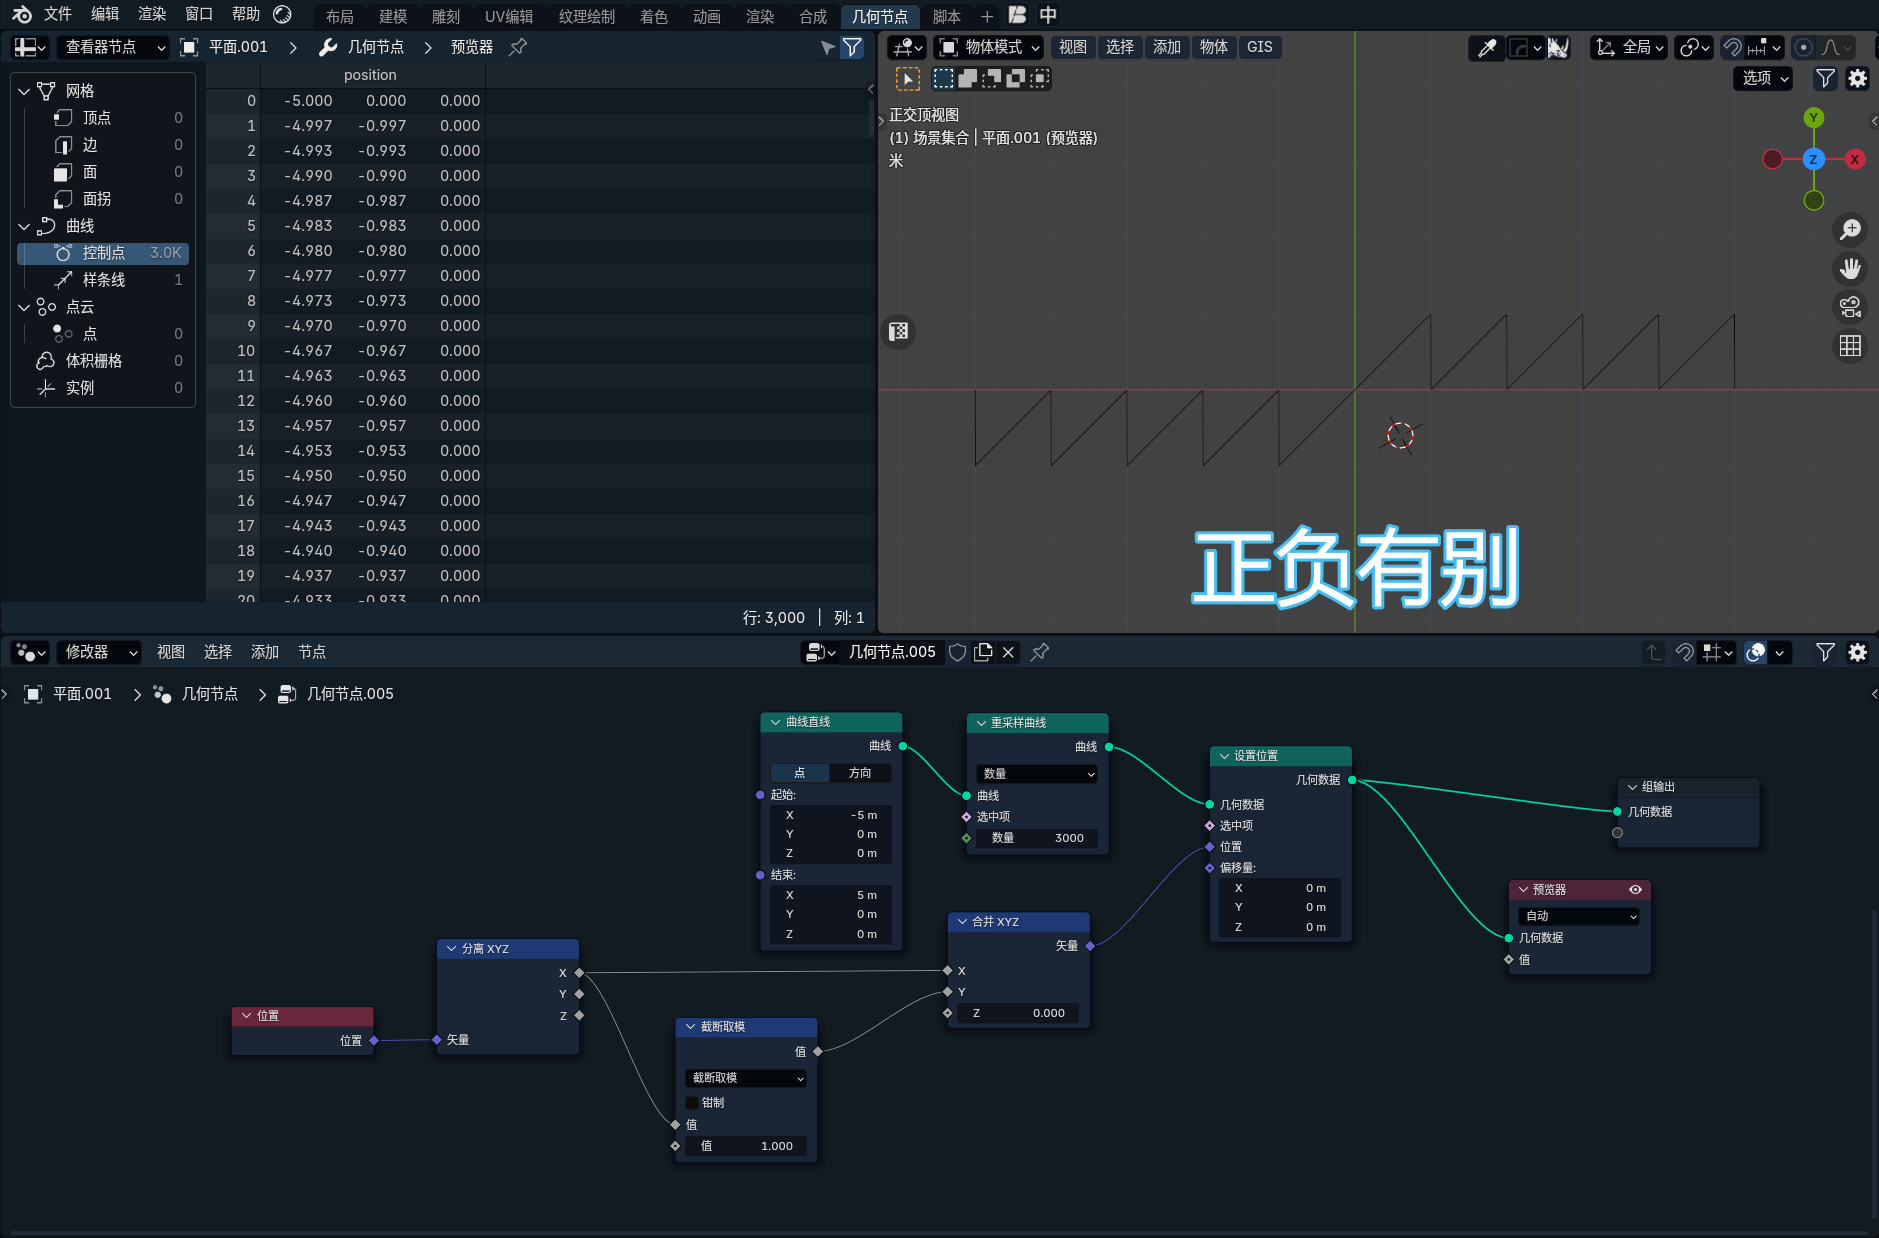 文件 编辑 渲染 窗口 帮助 布局 建模 雕刻 UV编辑 纹理绘制 着色 动画 渲染 合成 几何节点 脚本 + 中
查看器节点 平面.001 几何节点 预览器
position
网格
顶点 0
边 0
面 0
面拐 0
曲线
控制点 3.0K
样条线 1
点云
点 0
体积栅格 0
实例 0
0 -5.000 0.000 0.000
1 -4.997 -0.997 0.000
2 -4.993 -0.993 0.000
3 -4.990 -0.990 0.000
4 -4.987 -0.987 0.000
5 -4.983 -0.983 0.000
6 -4.980 -0.980 0.000
7 -4.977 -0.977 0.000
8 -4.973 -0.973 0.000
9 -4.970 -0.970 0.000
10 -4.967 -0.967 0.000
11 -4.963 -0.963 0.000
12 -4.960 -0.960 0.000
13 -4.957 -0.957 0.000
14 -4.953 -0.953 0.000
15 -4.950 -0.950 0.000
16 -4.947 -0.947 0.000
17 -4.943 -0.943 0.000
18 -4.940 -0.940 0.000
19 -4.937 -0.937 0.000
20 -4.933 -0.933 0.000
行: 3,000 | 列: 1
物体模式 视图 选择 添加 物体 GIS 全局
选项
正交顶视图
(1) 场景集合 | 平面.001 (预览器)
米
Y
Z
X
正负有别
修改器 视图 选择 添加 节点 几何节点.005
平面.001 几何节点 几何节点.005
曲线直线
曲线
点 方向
起始:
X -5 m
Y 0 m
Z 0 m
结束:
X 5 m
Y 0 m
Z 0 m
重采样曲线
曲线
数量
曲线
选中项
数量 3000
设置位置
几何数据
几何数据
选中项
位置
偏移量:
X 0 m
Y 0 m
Z 0 m
组输出
几何数据
预览器
自动
几何数据
值
合并 XYZ
矢量
X
Y
Z 0.000
分离 XYZ
X
Y
Z
矢量
位置
位置
截断取模
值
截断取模
钳制
值
值 1.000